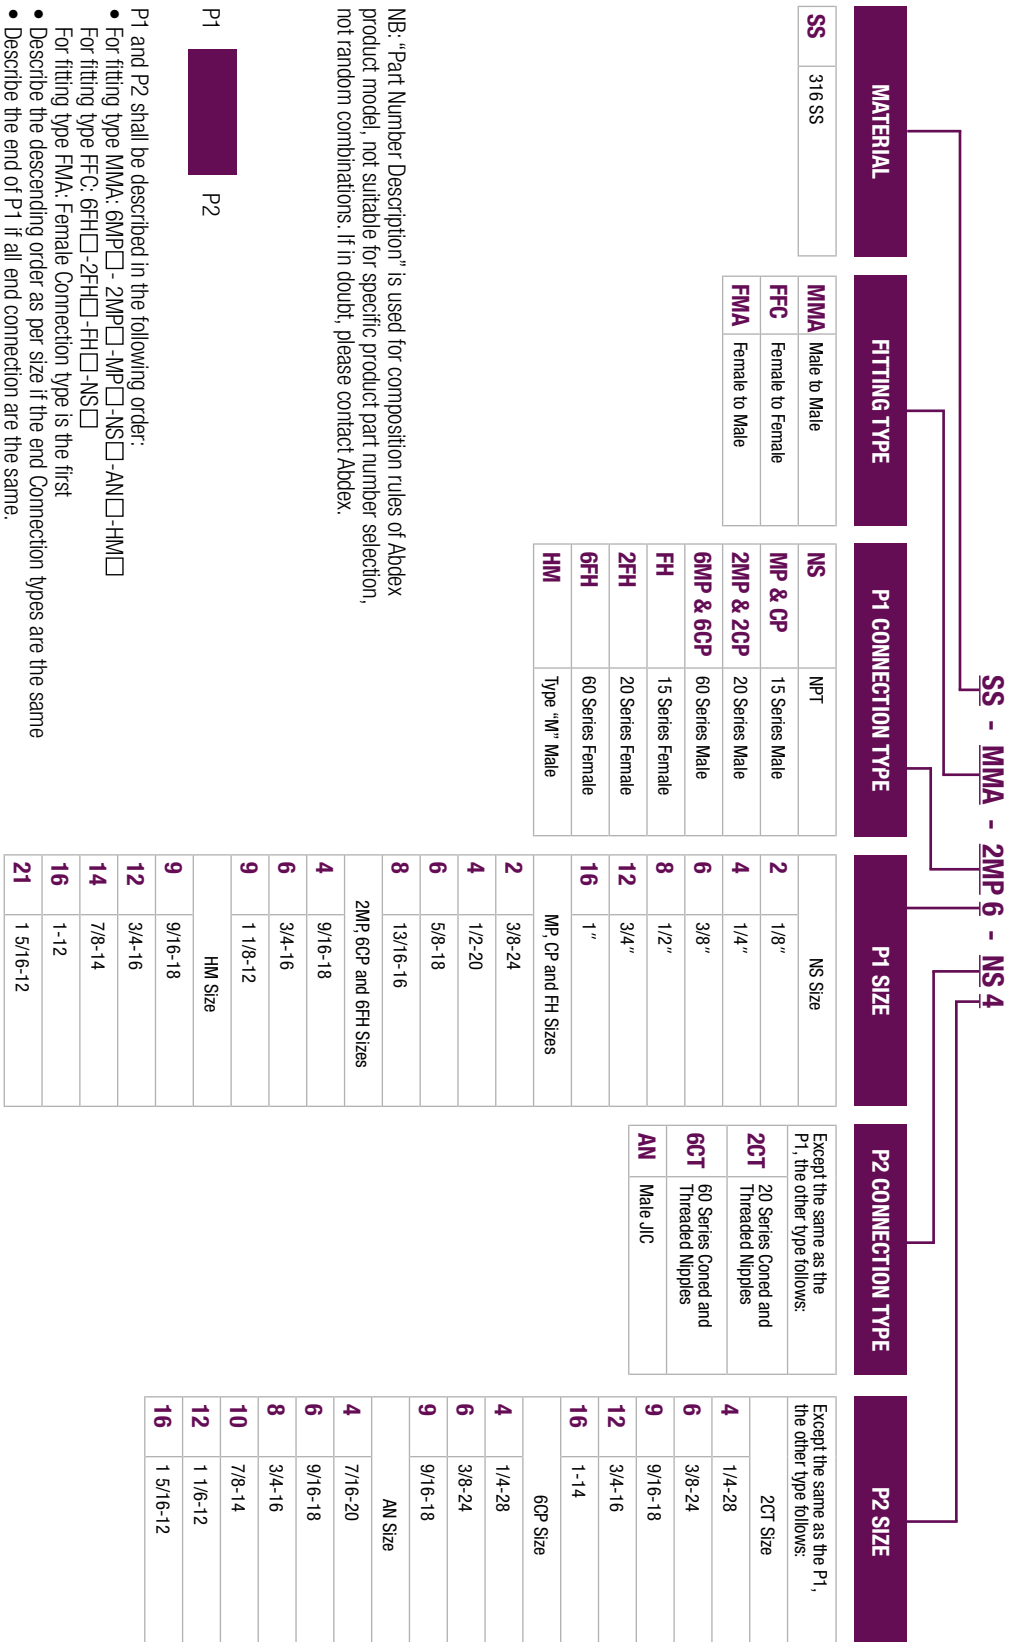 SS - MMA - 2MP 6 - NS 4
MATERIAL
SS 316 SS
FITTING TYPE
MMA Male to Male
FFC Female to Female
FMA Female to Male
P1 CONNECTION TYPE
NS NPT
MP & CP 15 Series Male
2MP & 2CP 20 Series Male
6MP & 6CP 60 Series Male
FH 15 Series Female
2FH 20 Series Female
6FH 60 Series Female
HM Type “M” Male
P1 SIZE
NS Size
2 1/8″
4 1/4″
6 3/8″
8 1/2″
12 3/4″
16 1″
MP, CP and FH Sizes
2 3/8-24
4 1/2-20
6 5/8-18
8 13/16-16
2MP, 6CP and 6FH Sizes
4 9/16-18
6 3/4-16
9 1 1/8-12
HM Size
9 9/16-18
12 3/4-16
14 7/8-14
16 1-12
21 1 5/16-12
P2 CONNECTION TYPE
Except the same as the
P1, the other type follows:
2CT 20 Series Coned and
Threaded Nipples
6CT 60 Series Coned and
Threaded Nipples
AN Male JIC
P2 SIZE
Except the same as the P1,
the other type follows:
2CT Size
4 1/4-28
6 3/8-24
9 9/16-18
12 3/4-16
16 1-14
6CP Size
4 1/4-28
6 3/8-24
9 9/16-18
AN Size
4 7/16-20
6 9/16-18
8 3/4-16
10 7/8-14
12 1 1/6-12
16 1 5/16-12
NB: “Part Number Description” is used for composition rules of Abdex
product model, not suitable for specific product part number selection,
not random combinations. If in doubt, please contact Abdex.
P1 P2
P1 and P2 shall be described in the following order:
• For fitting type MMA: 6MP□ - 2MP□ -MP□ -NS□-AN□-HM□
For fitting type FFC: 6FH□ -2FH□ -FH□ -NS□
For fitting type FMA: Female Connection type is the first
• Describe the descending order as per size if the end Connection types are the same
• Describe the end of P1 if all end connection are the same.